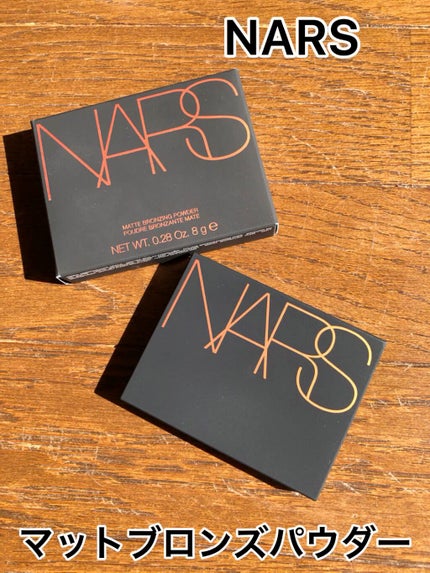 NARS
NARS
MATTE BRONZING POWDER
POUDRE BRONZANTE MATE
NET WT. 0.28 Oz. 8 g ℮
NARS
マットブロンズパウダー